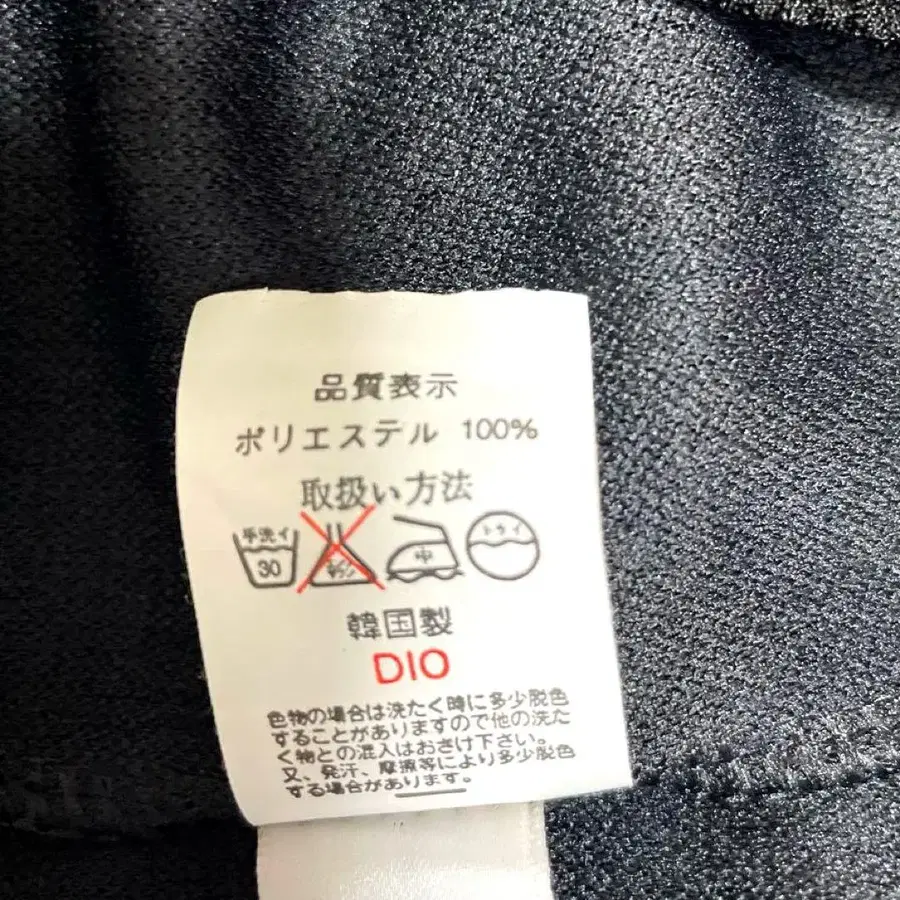 品質表示
ポリエステル 100%
取扱い方法
手洗イ
30
中
ドライ
韓国製
DIO
色物の場合は洗たく時に多少脱色
することがありますので他の洗た
く物との混入はおさけ下さい。
又、発汗、摩擦等により多少脱色
する場合があります。